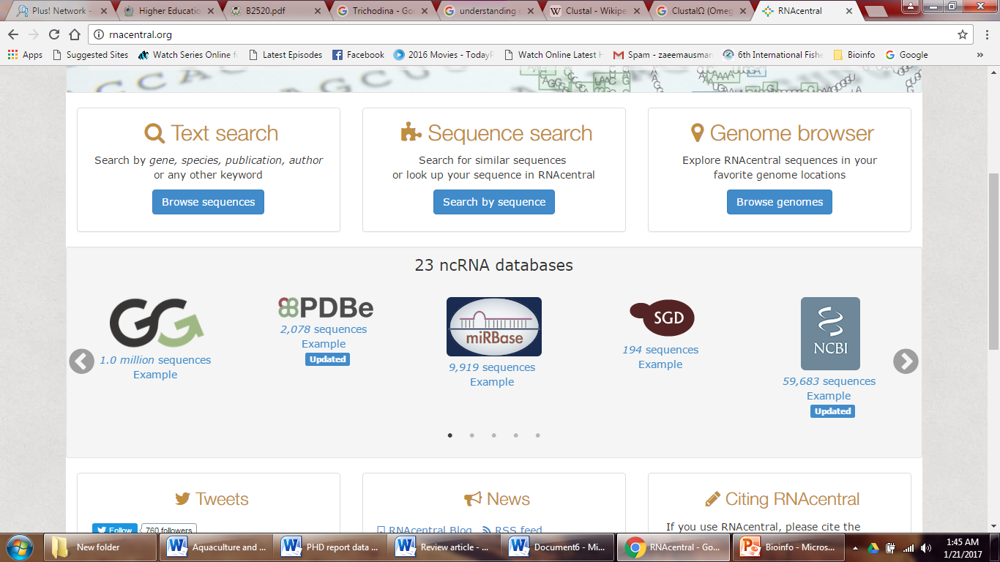 Plus! Network -
Higher Educatio
B2520.pdf
Trichodina - Goo
understanding c
Clustal - Wikipe
ClustalΩ (Omeg
RNAcentral
rnacentral.org
Apps
Suggested Sites
Watch Series Online f
Latest Episodes
Facebook
2016 Movies - TodayP
Watch Online Latest H
Spam - zaeemausman
6th International Fishe
Bioinfo
Google
»
Text search
Search by gene, species, publication, author
or any other keyword
Browse sequences
Sequence search
Search for similar sequences
or look up your sequence in RNAcentral
Search by sequence
Genome browser
Explore RNAcentral sequences in your
favorite genome locations
Browse genomes
23 ncRNA databases
GG
1.0 million sequences
Example
PDBe
2,078 sequences
Example
Updated
miRBase
9,919 sequences
Example
SGD
194 sequences
Example
NCBI
59,683 sequences
Example
Updated
Tweets
Follow
760 followers
News
RNAcentral Blog
RSS feed
Citing RNAcentral
If you use RNAcentral, please cite the
New folder
Aquaculture and ...
PHD report data ...
Review article - ...
Document6 - Mi...
RNAcentral - Go...
Bioinfo - Micros...
1:45 AM
1/21/2017